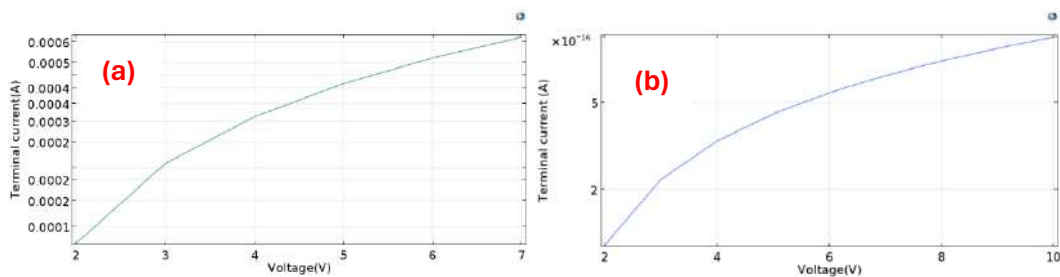 (a)
Terminal current(A)
0.0006
0.0005
0.0004
0.0004
0.0003
0.0002
0.0002
0.0002
0.0001
2 3 4 5 6 7
Voltage(V)
(b)
Terminal current (A)
×10⁻¹⁶
5
2
2 4 6 8 10
Voltage(V)